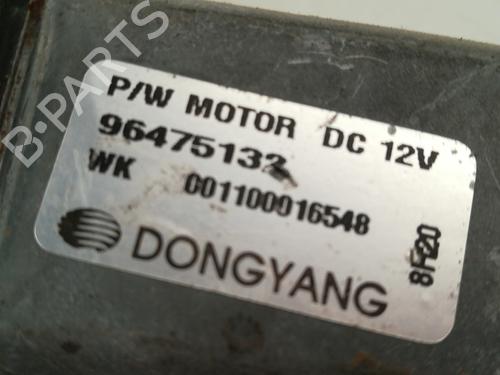 B-PARTS
P/W MOTOR DC 12V
96475132
WK 001100016548
8F20
DONGYANG